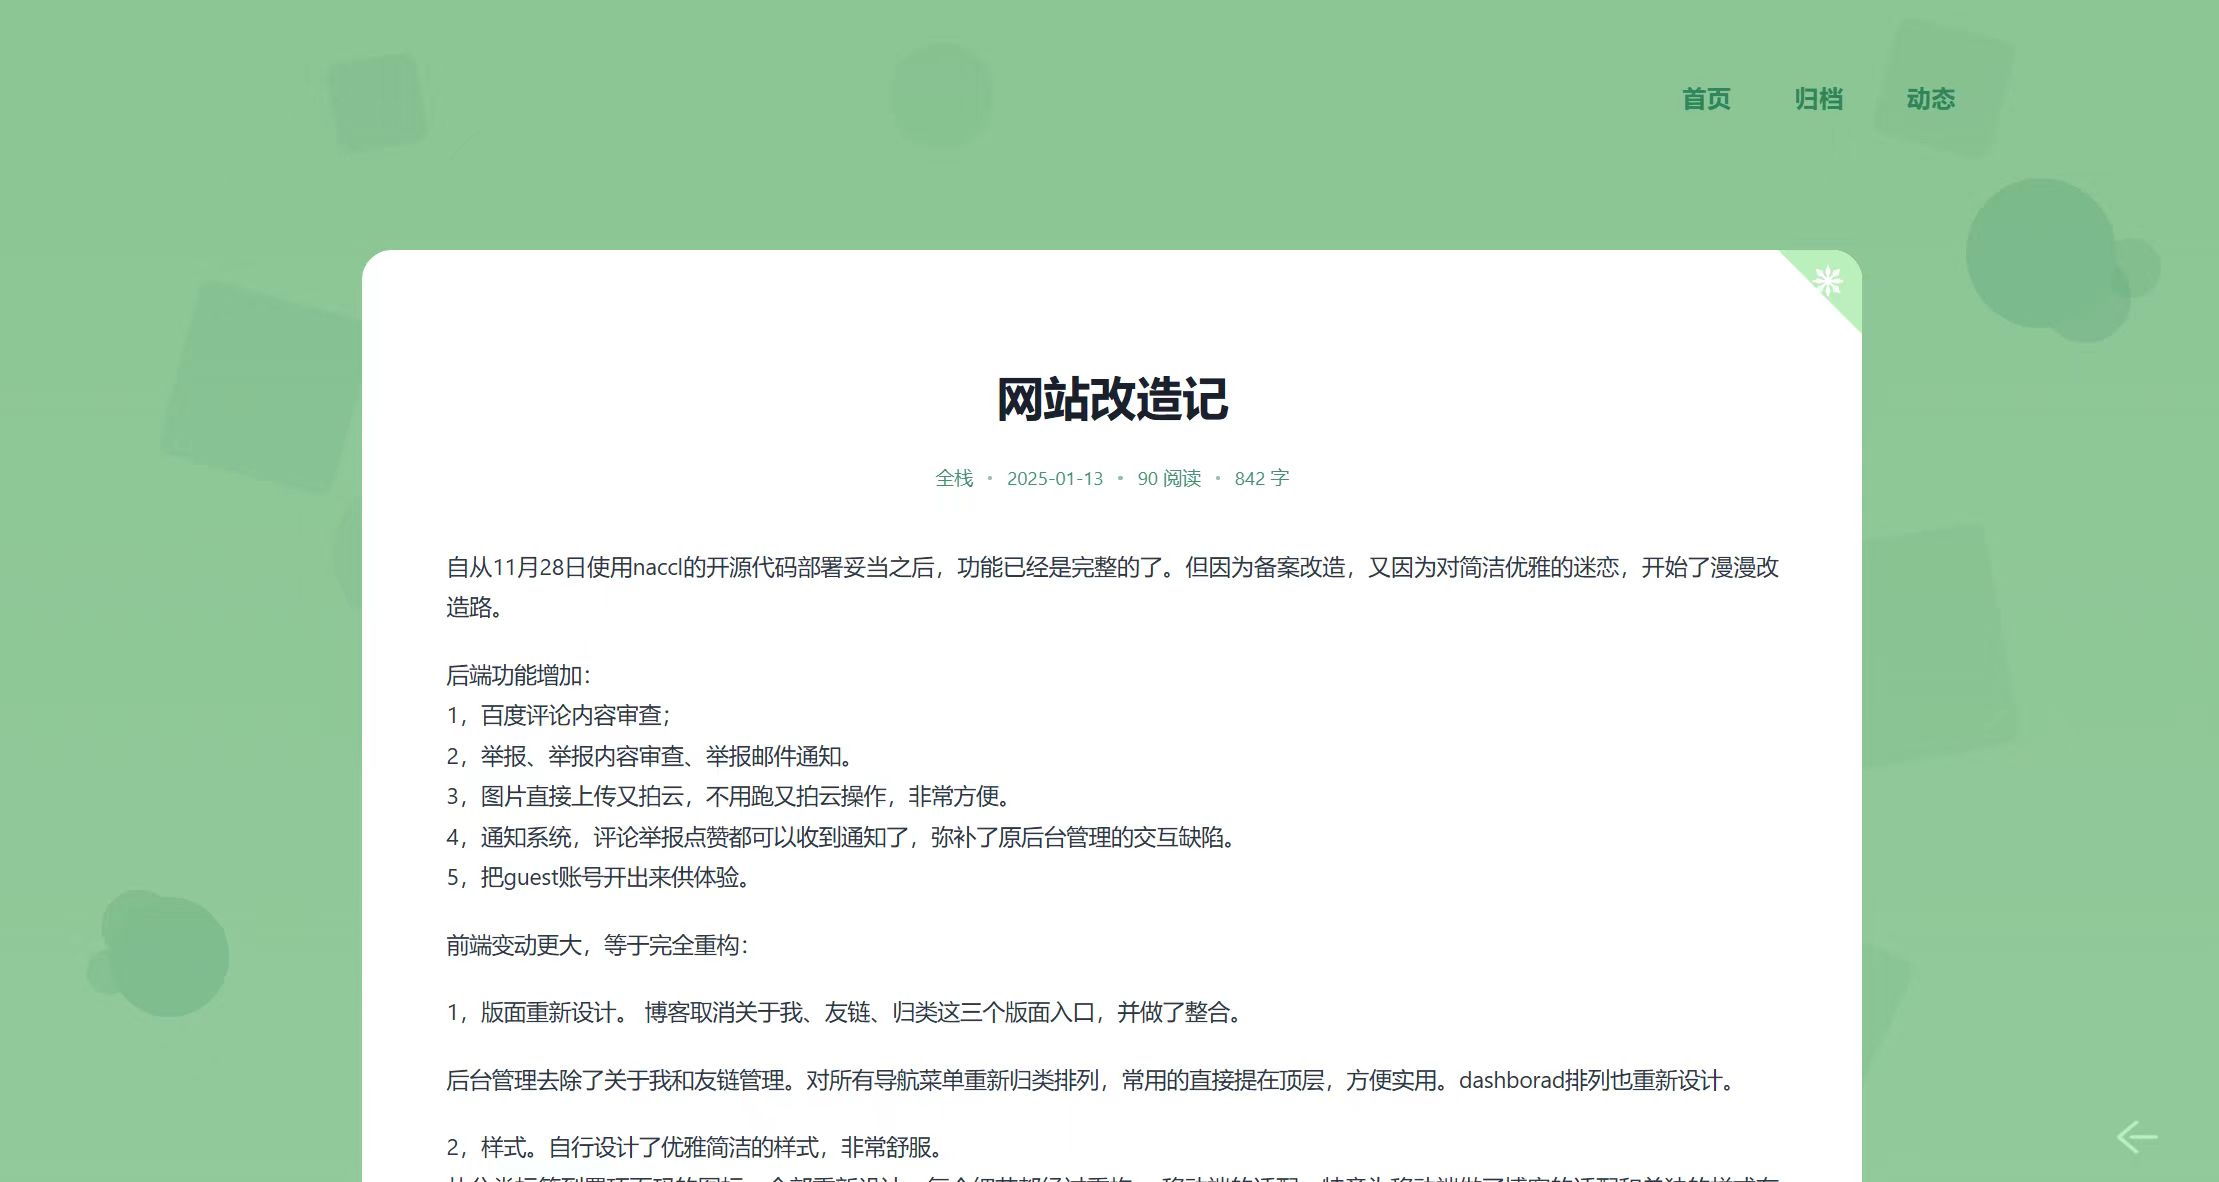 首页 归档 动态
网站改造记
全栈 • 2025-01-13 • 90 阅读 • 842 字
自从11月28日使用naccl的开源代码部署妥当之后，功能已经是完整的了。但因为备案改造，又因为对简洁优雅的迷恋，开始了漫漫改
造路。
后端功能增加：
1，百度评论内容审查；
2，举报、举报内容审查、举报邮件通知。
3，图片直接上传又拍云，不用跑又拍云操作，非常方便。
4，通知系统，评论举报点赞都可以收到通知了，弥补了原后台管理的交互缺陷。
5，把guest账号开出来供体验。
前端变动更大，等于完全重构：
1，版面重新设计。 博客取消关于我、友链、归类这三个版面入口，并做了整合。
后台管理去除了关于我和友链管理。对所有导航菜单重新归类排列，常用的直接提在顶层，方便实用。dashborad排列也重新设计。
2，样式。自行设计了优雅简洁的样式，非常舒服。